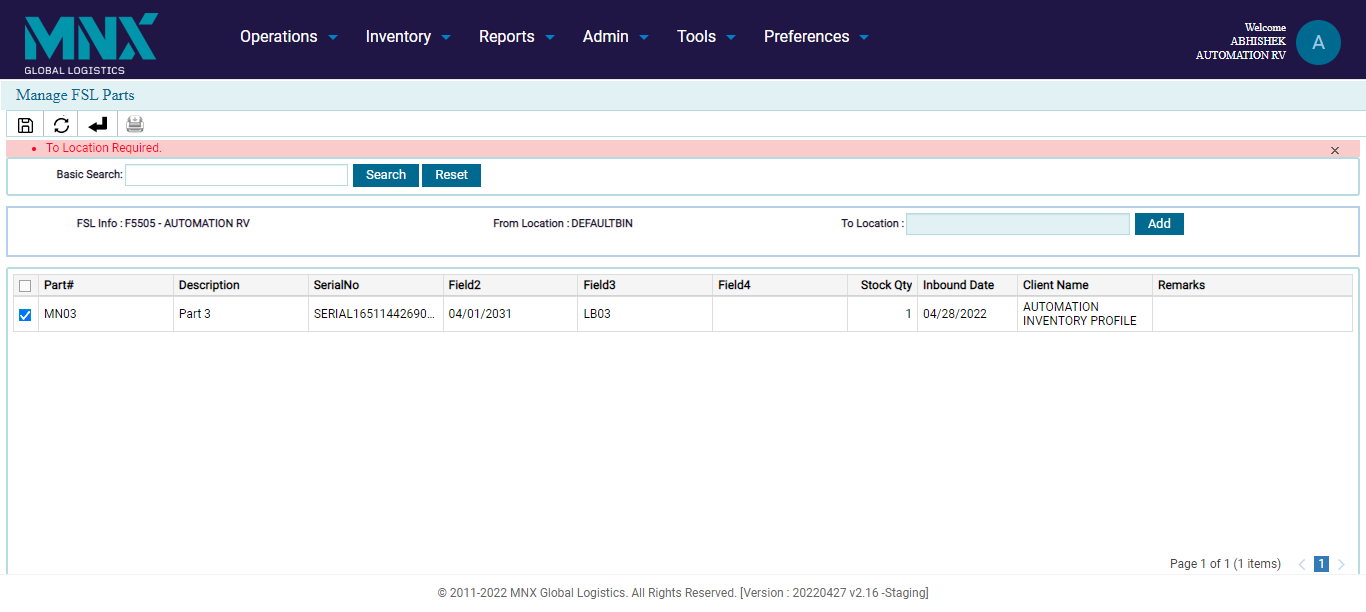 MNX
GLOBAL LOGISTICS
Operations Inventory Reports Admin Tools Preferences
Welcome
ABHISHEK
AUTOMATION RV
A
Manage FSL Parts
To Location Required.
Basic Search: Search Reset
FSL Info : F5505 - AUTOMATION RV From Location : DEFAULTBIN To Location : Add
Part# Description SerialNo Field2 Field3 Field4 Stock Qty Inbound Date Client Name Remarks
MN03 Part 3 SERIAL16511442690... 04/01/2031 LB03 1 04/28/2022 AUTOMATION
INVENTORY PROFILE
Page 1 of 1 (1 items) 1
© 2011-2022 MNX Global Logistics. All Rights Reserved. [Version : 20220427 v2.16 -Staging]